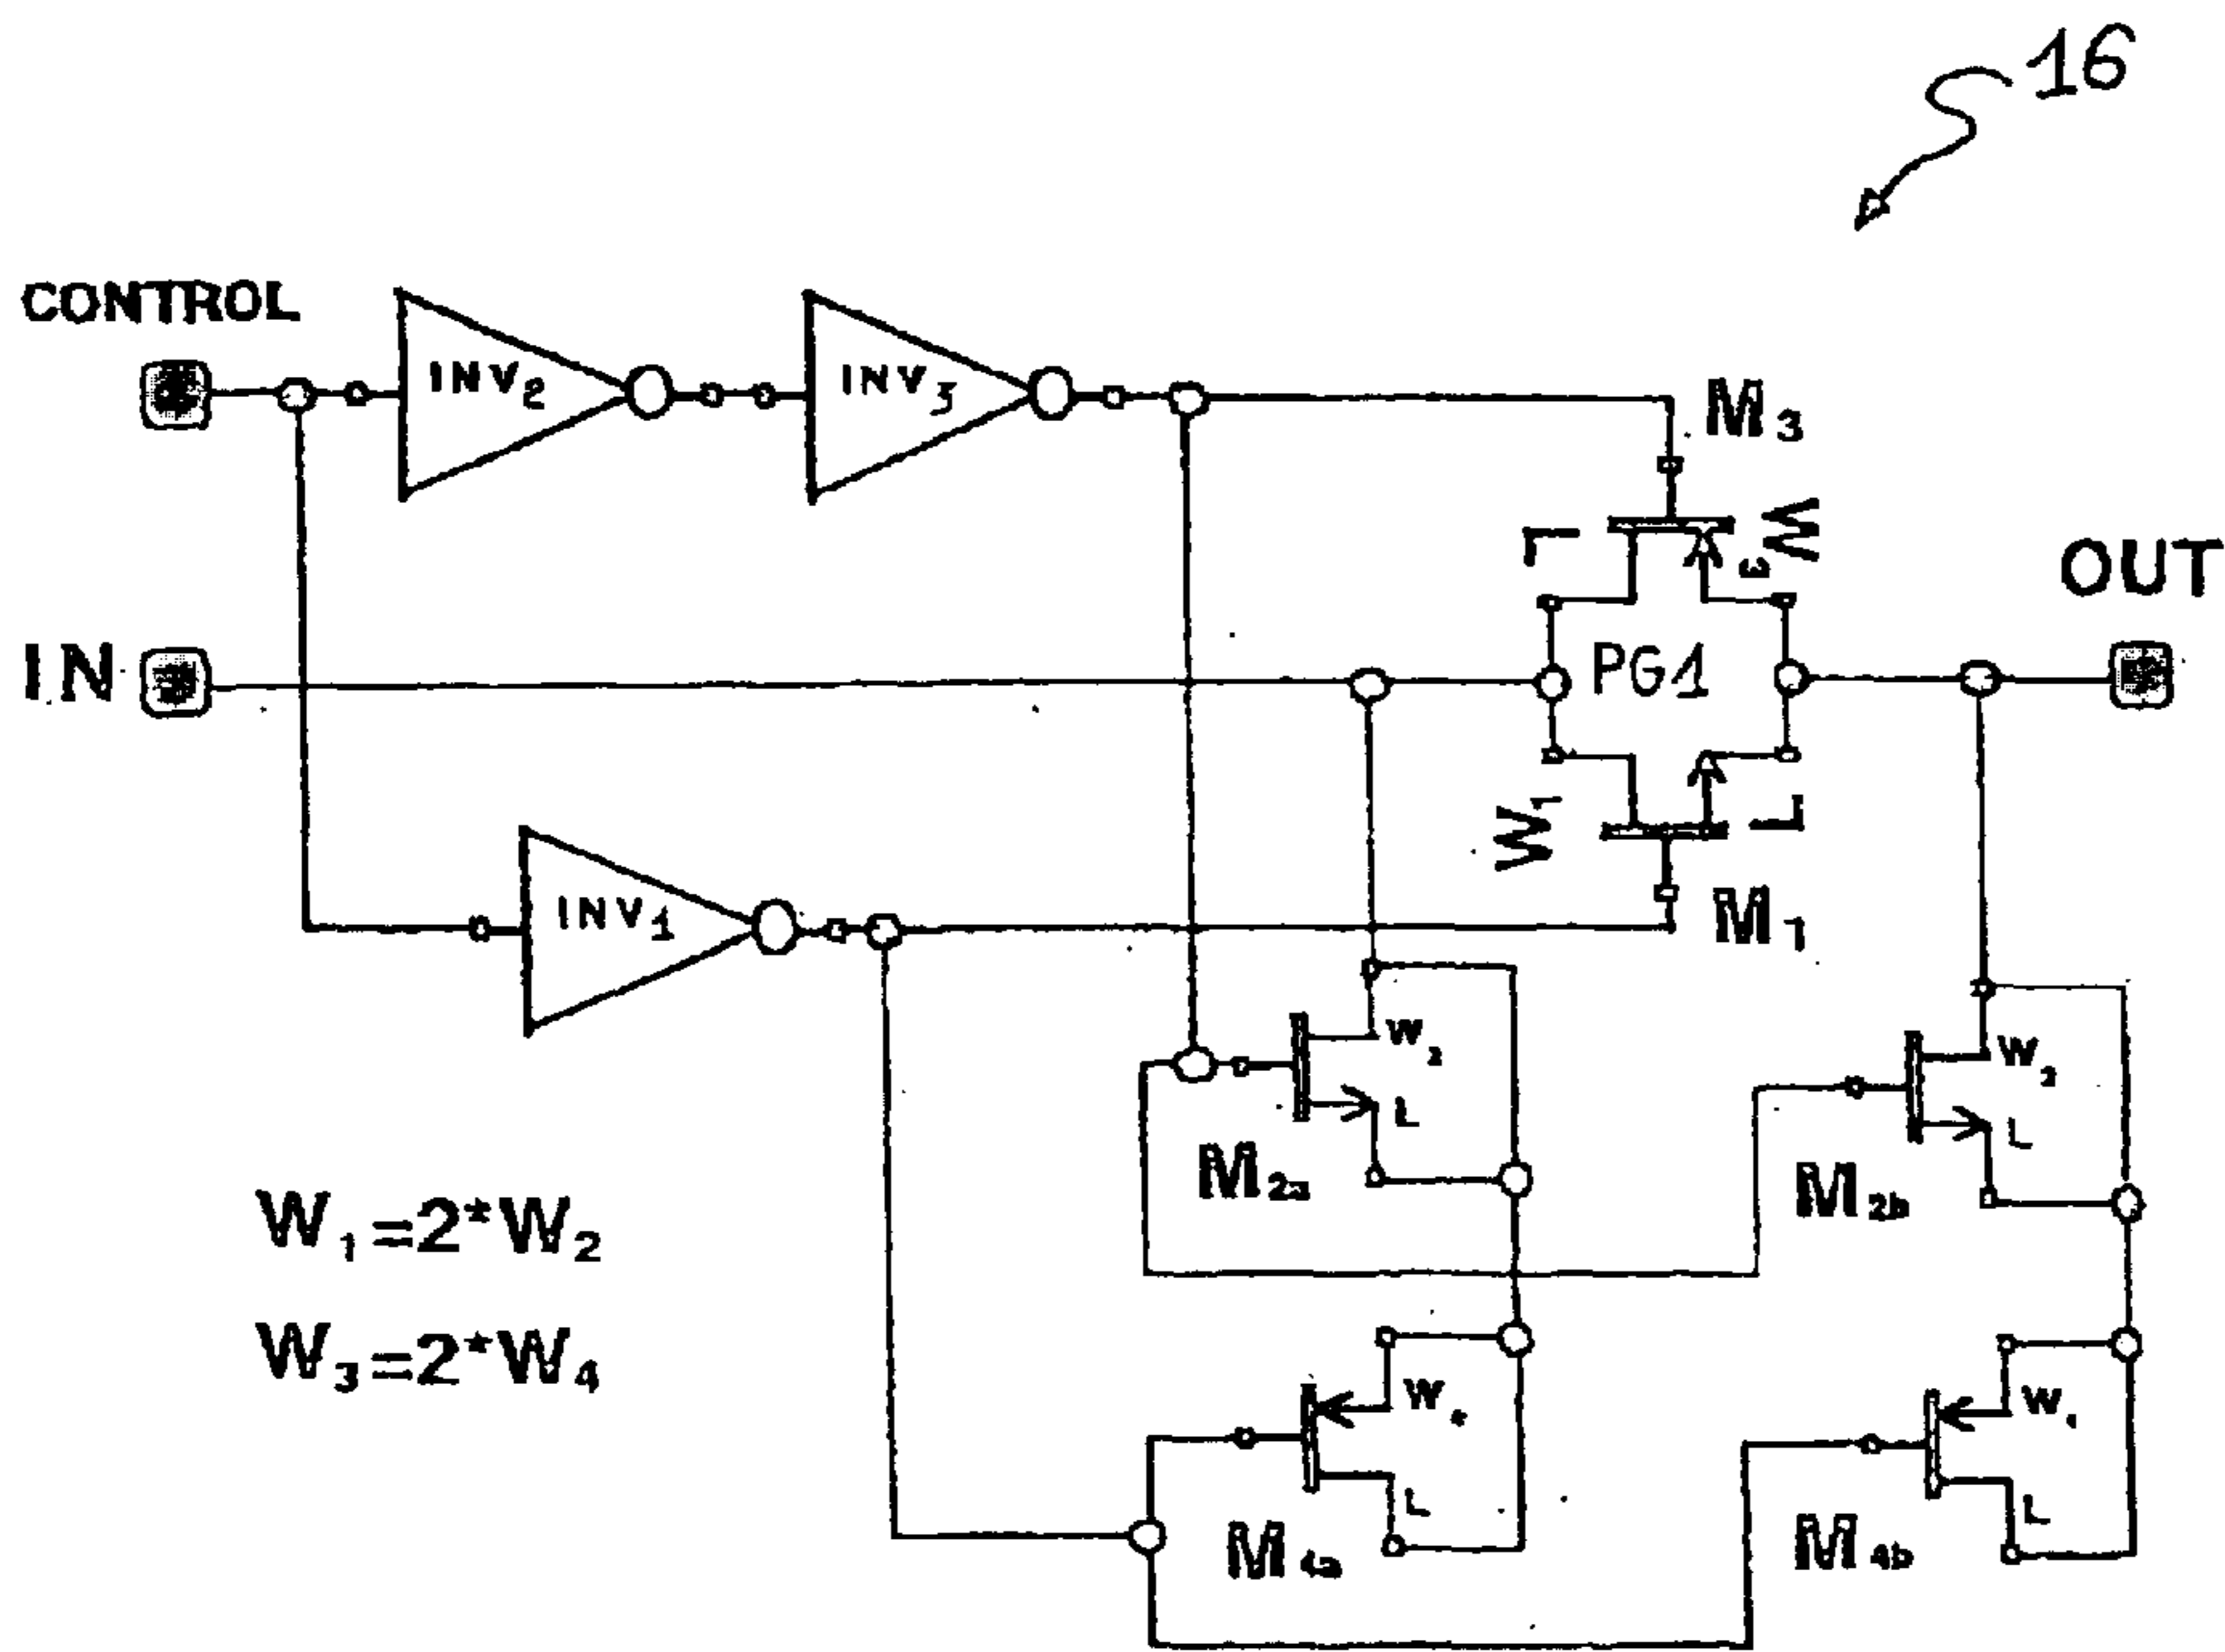 16
CONTROL
INV2
INV3
M3
L
W3
OUT
IN
PG1
W1
L
INV1
M1
W2
L
M2a
W2
L
M2b
W1=2*W2
W3=2*W4
W4
L
M4a
L
M4b